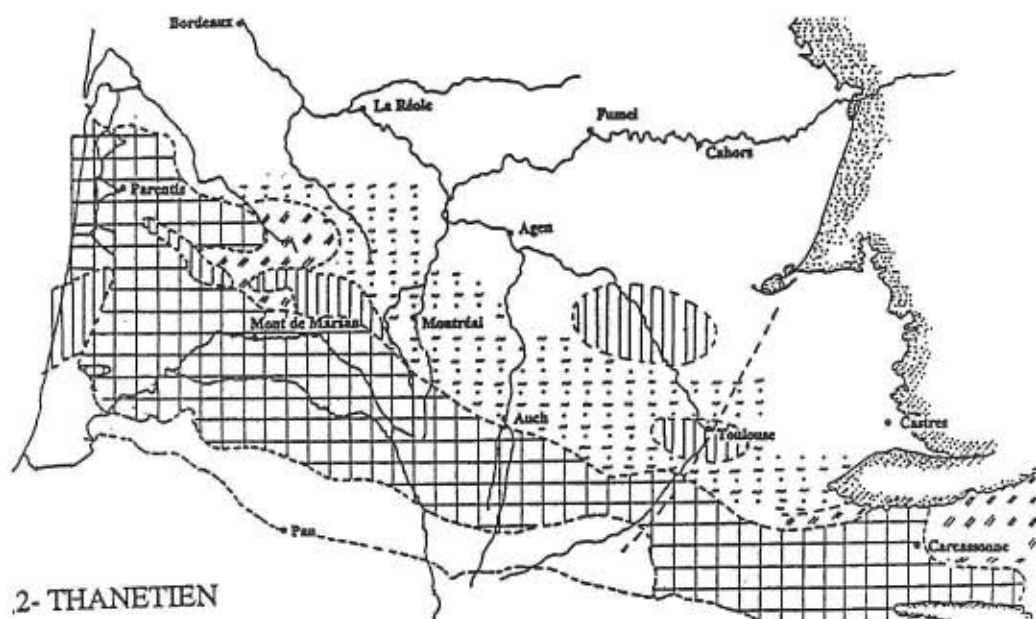 Bordeaux
La Réole
Fumel
Cahors
Parentis
Agen
Mont de Marsan
Montréal
Auch
Toulouse
Castres
Pau
Carcassonne
2- THANETIEN